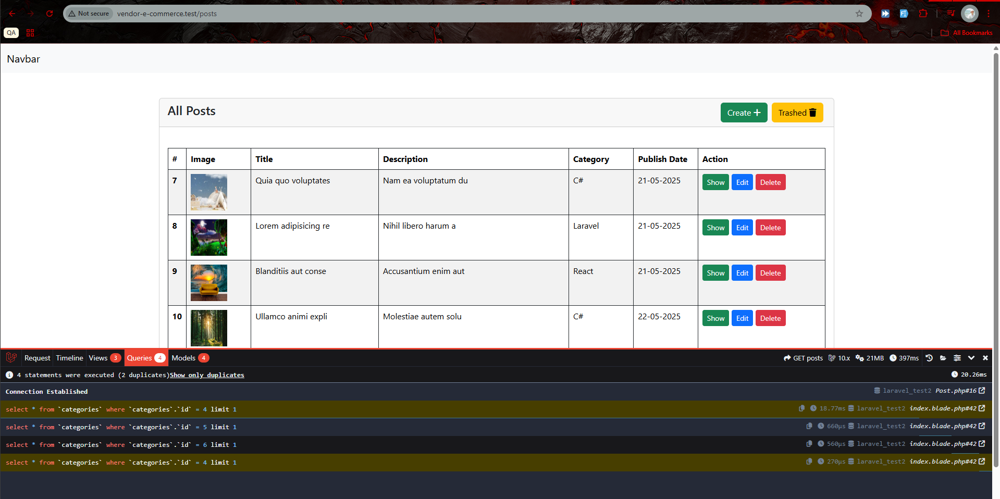 Not secure vendor-e-commerce.test/posts
QA All Bookmarks
Navbar
All Posts Create + Trashed
# Image Title Description Category Publish Date Action
7 Quia quo voluptates Nam ea voluptatum du C# 21-05-2025 Show Edit Delete
8 Lorem adipisicing re Nihil libero harum a Laravel 21-05-2025 Show Edit Delete
9 Blanditiis aut conse Accusantium enim aut React 21-05-2025 Show Edit Delete
10 Ullamco animi expli Molestiae autem solu C# 22-05-2025 Show Edit Delete
Request Timeline Views 3 Queries 4 Models 4 GET posts 10.x 21MB 397ms
4 statements were executed (2 duplicates)Show only duplicates 20.26ms
Connection Established laravel_test2 Post.php#16
select * from `categories` where `categories`.`id` = 4 limit 1 18.77ms laravel_test2 index.blade.php#42
select * from `categories` where `categories`.`id` = 5 limit 1 660μs laravel_test2 index.blade.php#42
select * from `categories` where `categories`.`id` = 6 limit 1 560μs laravel_test2 index.blade.php#42
select * from `categories` where `categories`.`id` = 4 limit 1 270μs laravel_test2 index.blade.php#42